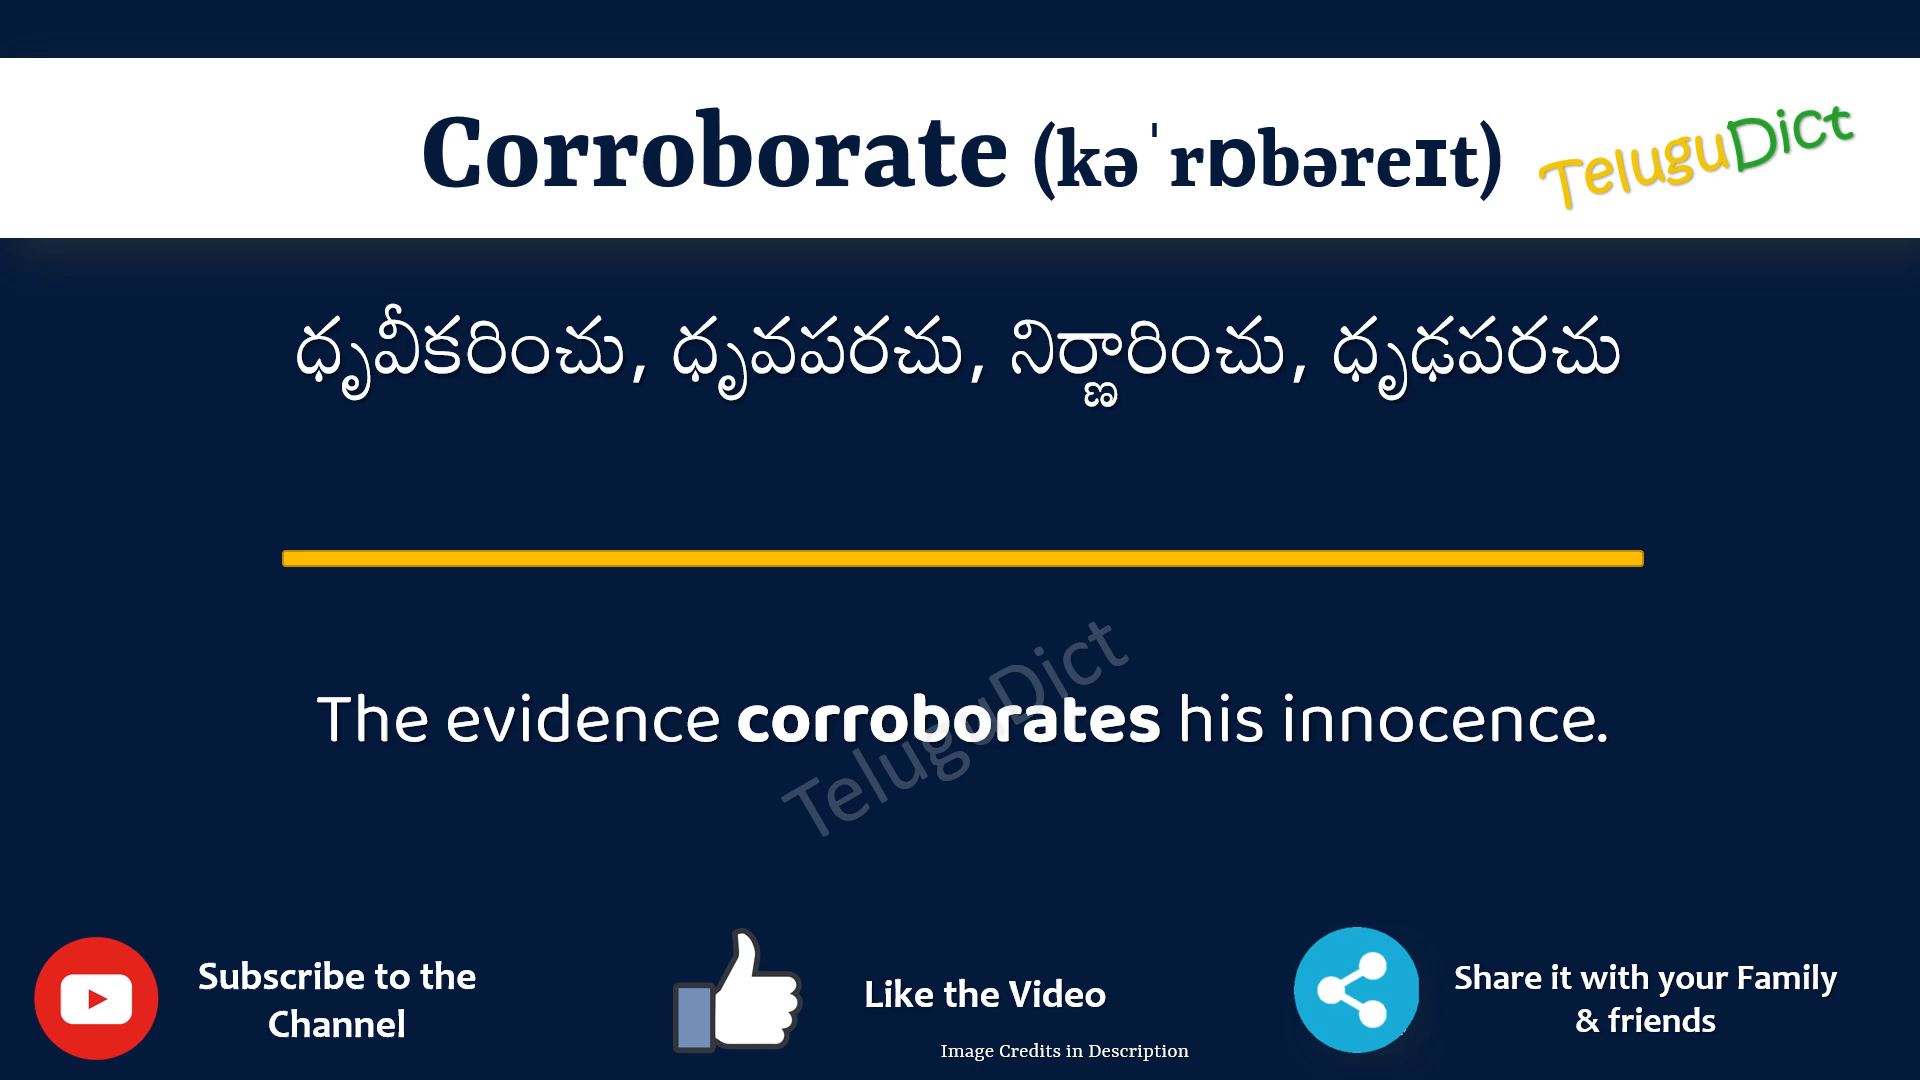 Corroborate (kəˈrɒbəreɪt)
TeluguDict
ధృవీకరించు, ధృవపరచు, నిర్ణారించు, ధృఢపరచు
The evidence corroborates his innocence.
TeluguDict
Subscribe to the
Channel
Like the Video
Share it with your Family
& friends
Image Credits in Description